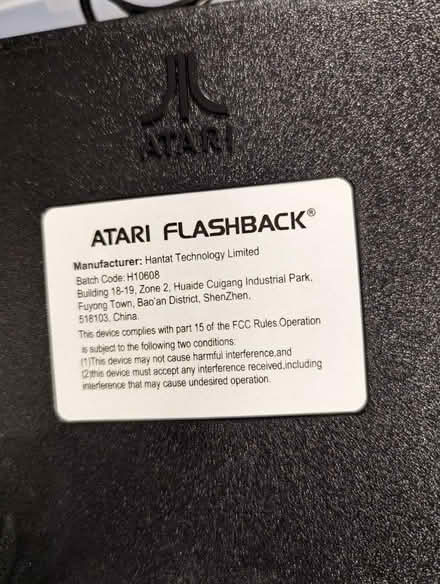 ATARI
ATARI FLASHBACK®
Manufacturer: Hantat Technology Limited
Batch Code: H10608
Building 18-19, Zone 2, Huaide Cuigang Industrial Park,
Fuyong Town, Bao'an District, ShenZhen,
518103, China.
This device complies with part 15 of the FCC Rules.Operation
is subject to the following two conditions:
(1)This device may not cause harmful interference,and
(2)this device must accept any interference received,including
interference that may cause undesired operation.